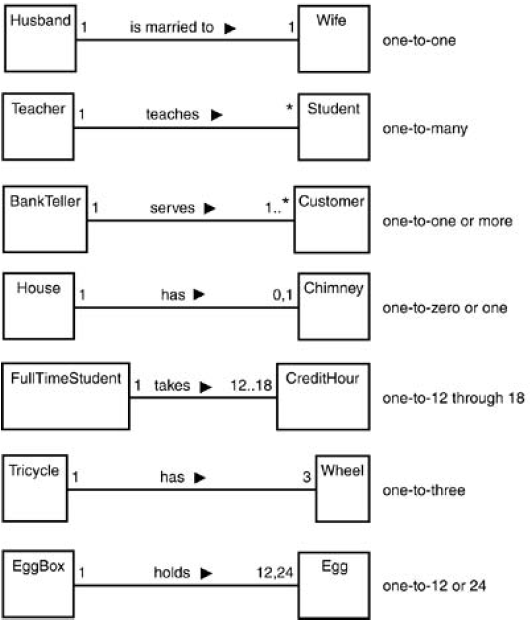 Husband 1 is married to ▶ 1 Wife one-to-one
Teacher 1 teaches ▶ * Student one-to-many
BankTeller 1 serves ▶ 1..* Customer one-to-one or more
House 1 has ▶ 0,1 Chimney one-to-zero or one
FullTimeStudent 1 takes ▶ 12..18 CreditHour one-to-12 through 18
Tricycle 1 has ▶ 3 Wheel one-to-three
EggBox 1 holds ▶ 12,24 Egg one-to-12 or 24